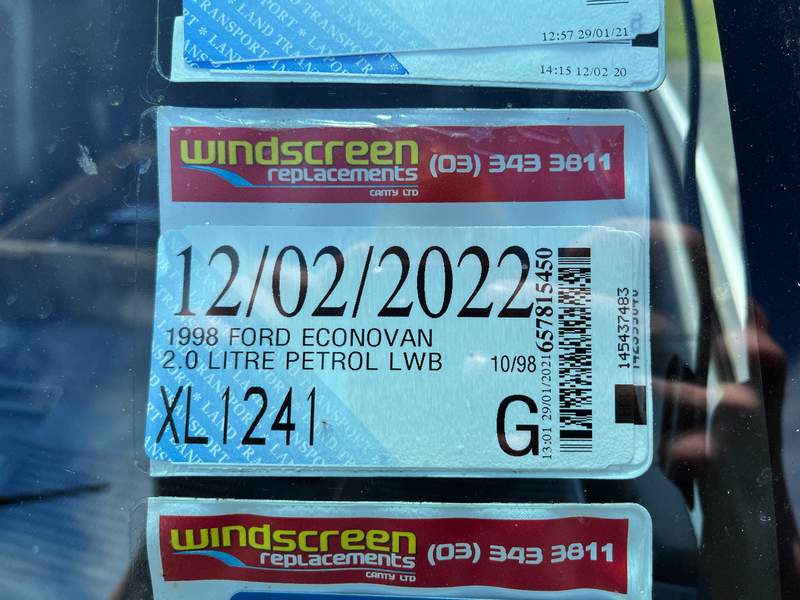 12:57 29/01/21
14:15 12/02 20
windscreen
replacements
CANTY LTD
(03) 343 3811
12/02/2022
1998 FORD ECONOVAN
2.0 LITRE PETROL LWB
10/98
XL1241
G
13:01 29/01/2021
657815450
145437483
LAND TRANSPORT
windscreen
replacements
CANTY LTD
(03) 343 3811